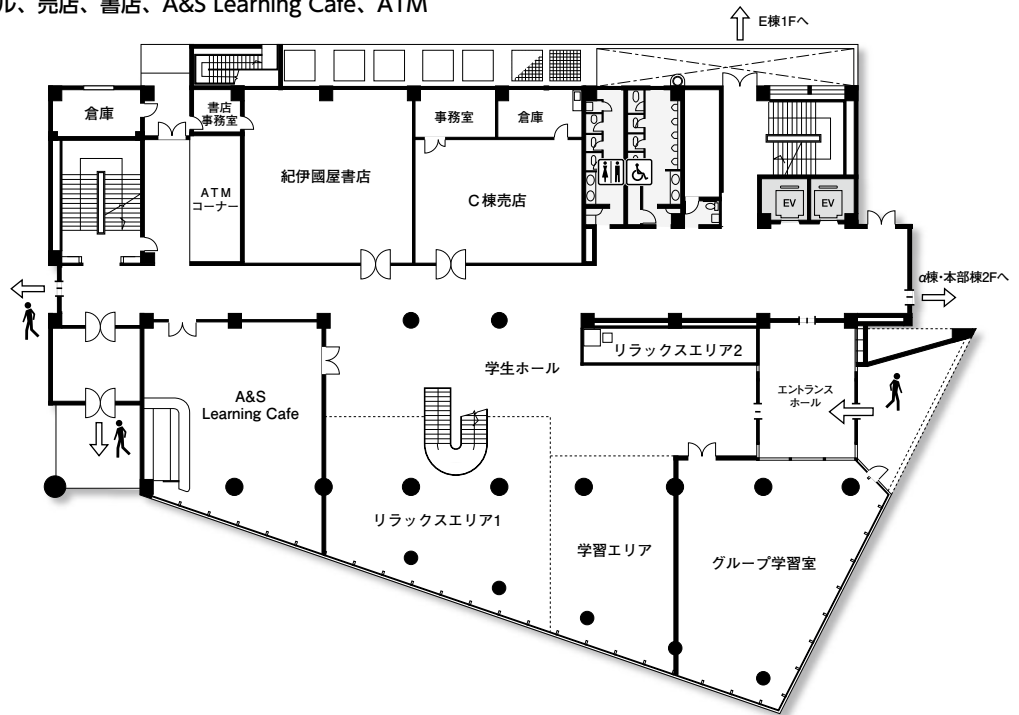 ル、売店、書店、A&S Learning Cafe、ATM
E棟1Fへ
倉庫
書店
事務室
事務室
倉庫
紀伊國屋書店
C棟売店
ATM
コーナー
EV
EV
α棟・本部棟2Fへ
リラックスエリア2
学生ホール
エントランス
ホール
A&S
Learning Cafe
リラックスエリア1
学習エリア
グループ学習室